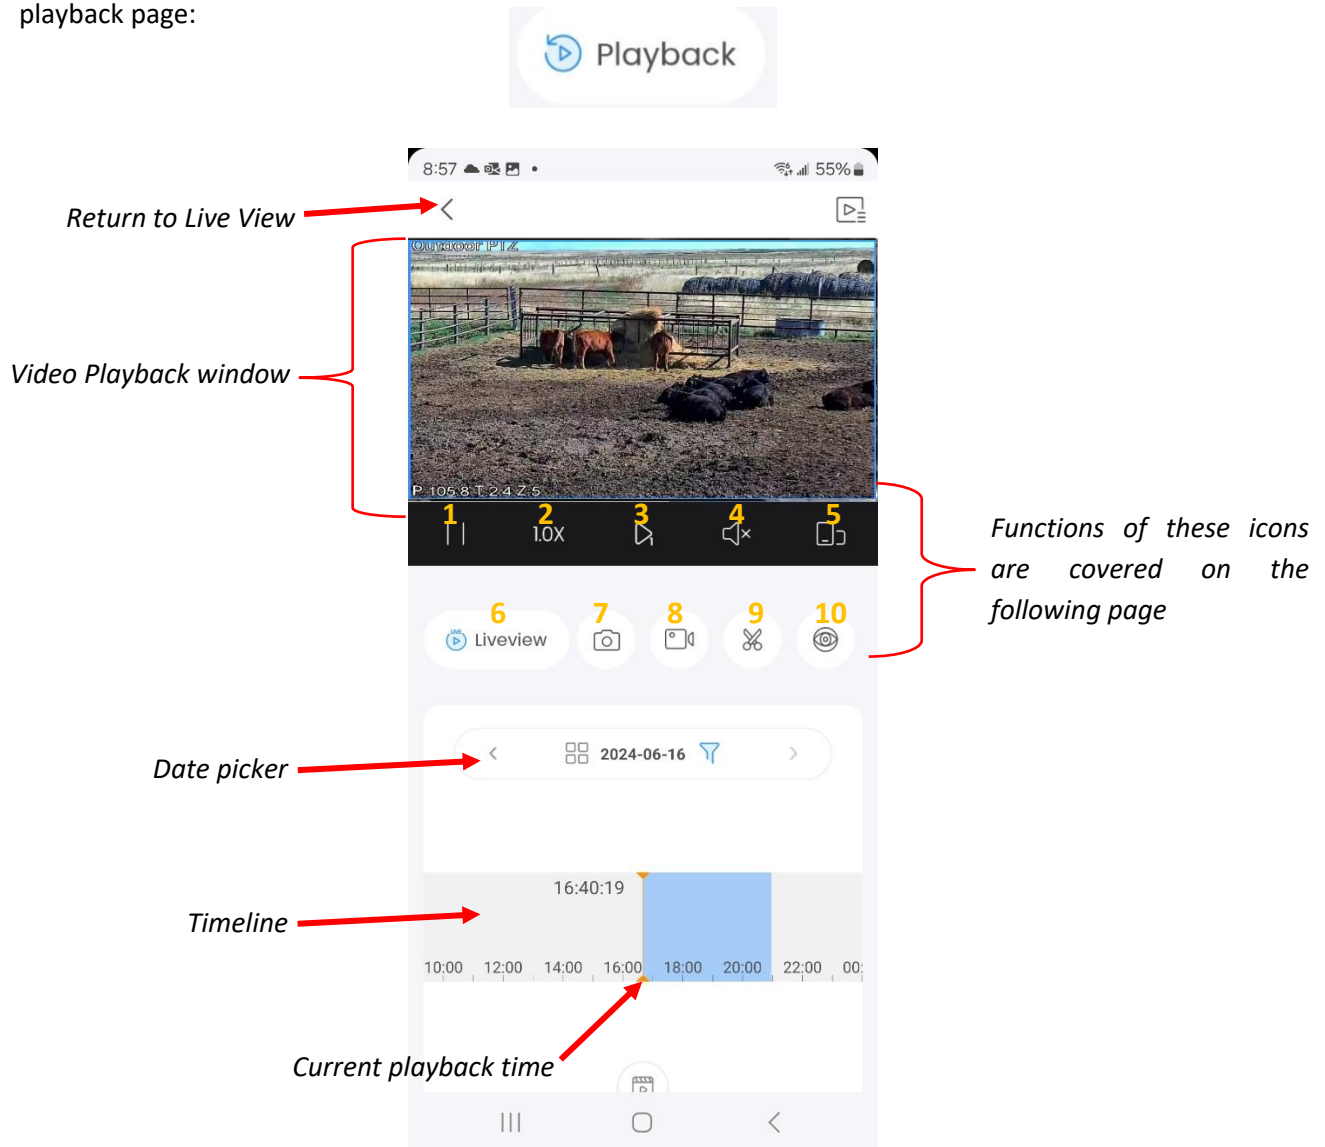 playback page:
Playback
8:57
55%
Return to Live View
Outdoor PTZ
Video Playback window
P 105.8 T 2.4 Z 5
1 2 3 4 5
1.0X
Functions of these icons
are covered on the
following page
6 7 8 9 10
LIVE
Liveview
Date picker
2024-06-16
16:40:19
Timeline
10:00 12:00 14:00 16:00 18:00 20:00 22:00 00:
Current playback time